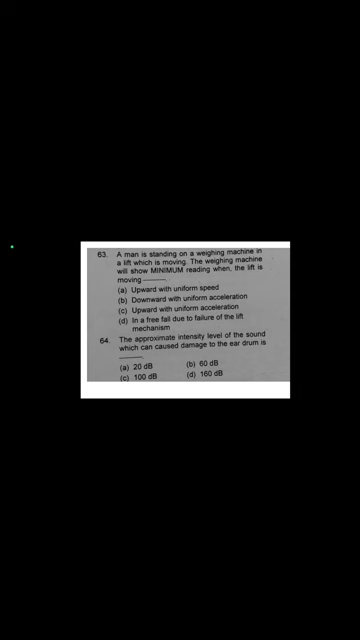 63. A man is standing on a weighing machine in
a lift which is moving. The weighing machine
will show MINIMUM reading when, the lift is
moving ———.
(a) Upward with uniform speed
(b) Downward with uniform acceleration
(c) Upward with uniform acceleration
(d) In a free fall due to failure of the lift
mechanism
64. The approximate intensity level of the sound
which can caused damage to the ear drum is
———.
(a) 20 dB (b) 60 dB
(c) 100 dB (d) 160 dB